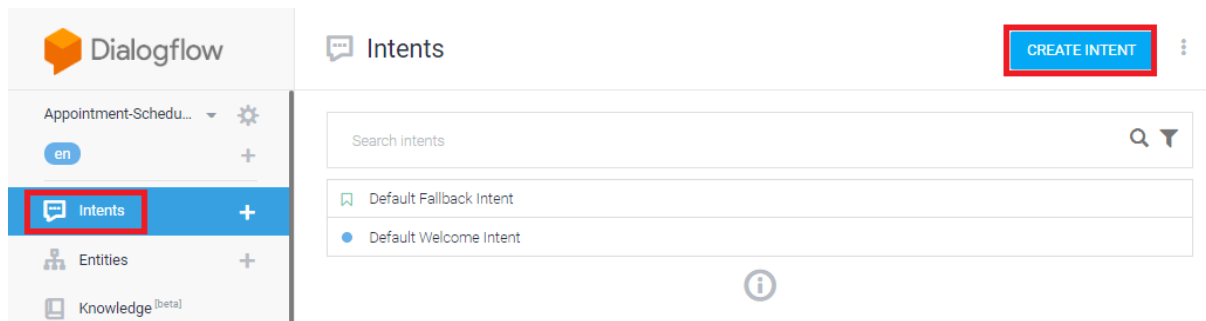 Dialogflow
Intents
CREATE INTENT
Appointment-Schedu...
en
Search intents
Intents
Default Fallback Intent
Default Welcome Intent
Entities
Knowledge [beta]